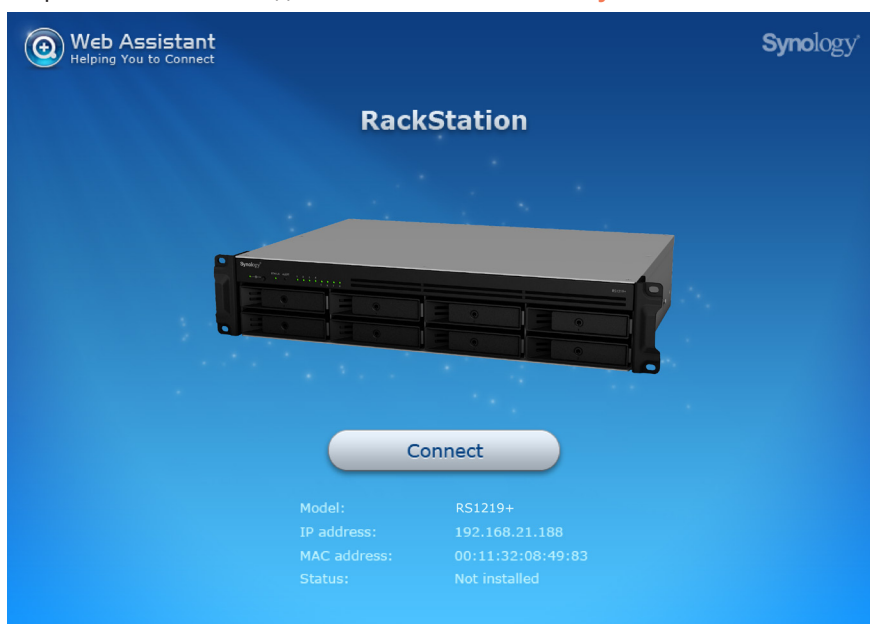 Web Assistant
Helping You to Connect
Synology
RackStation
Synology
Connect
Model: RS1219+
IP address: 192.168.21.188
MAC address: 00:11:32:08:49:83
Status: Not installed